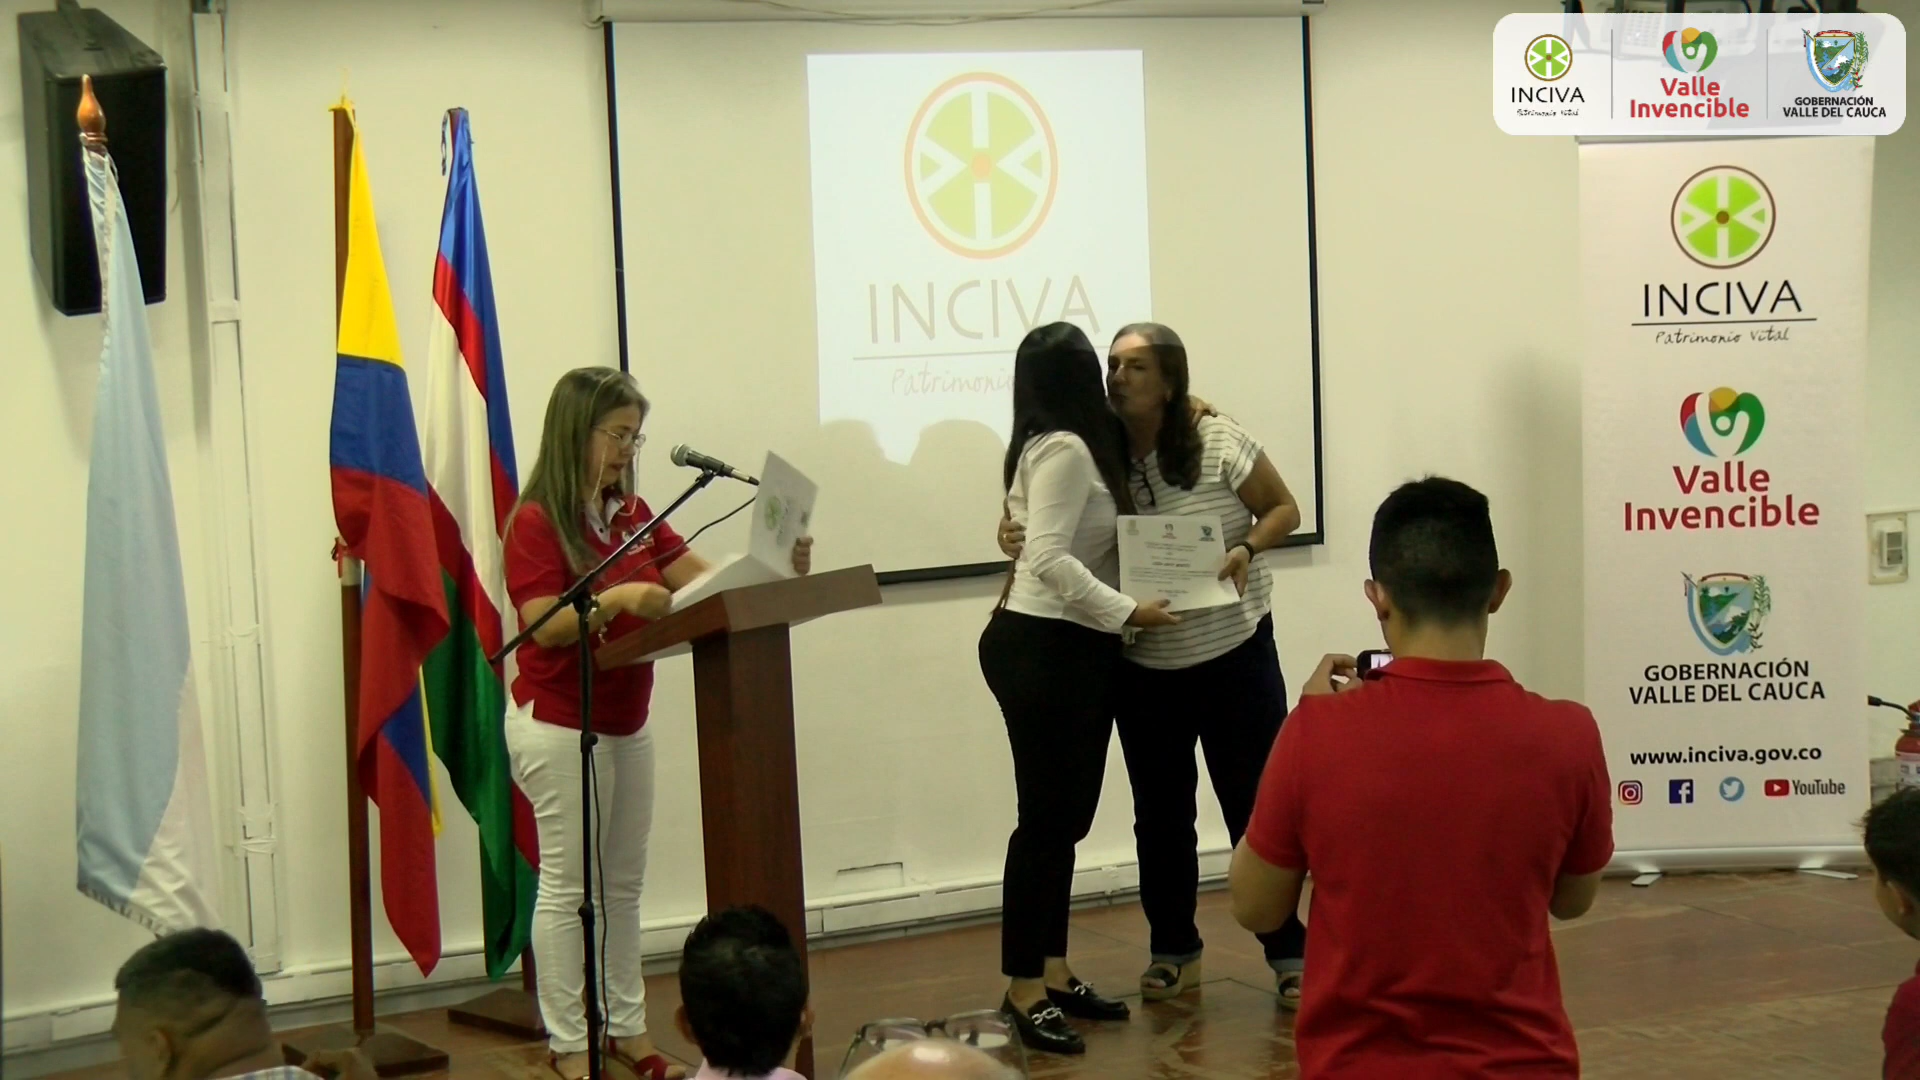 INCIVA
Patrimonio Vital
Valle
Invencible
GOBERNACIÓN
VALLE DEL CAUCA
INCIVA
Patrimonio
INCIVA
Patrimonio Vital
Valle
Invencible
GOBERNACIÓN
VALLE DEL CAUCA
www.inciva.gov.co
YouTube